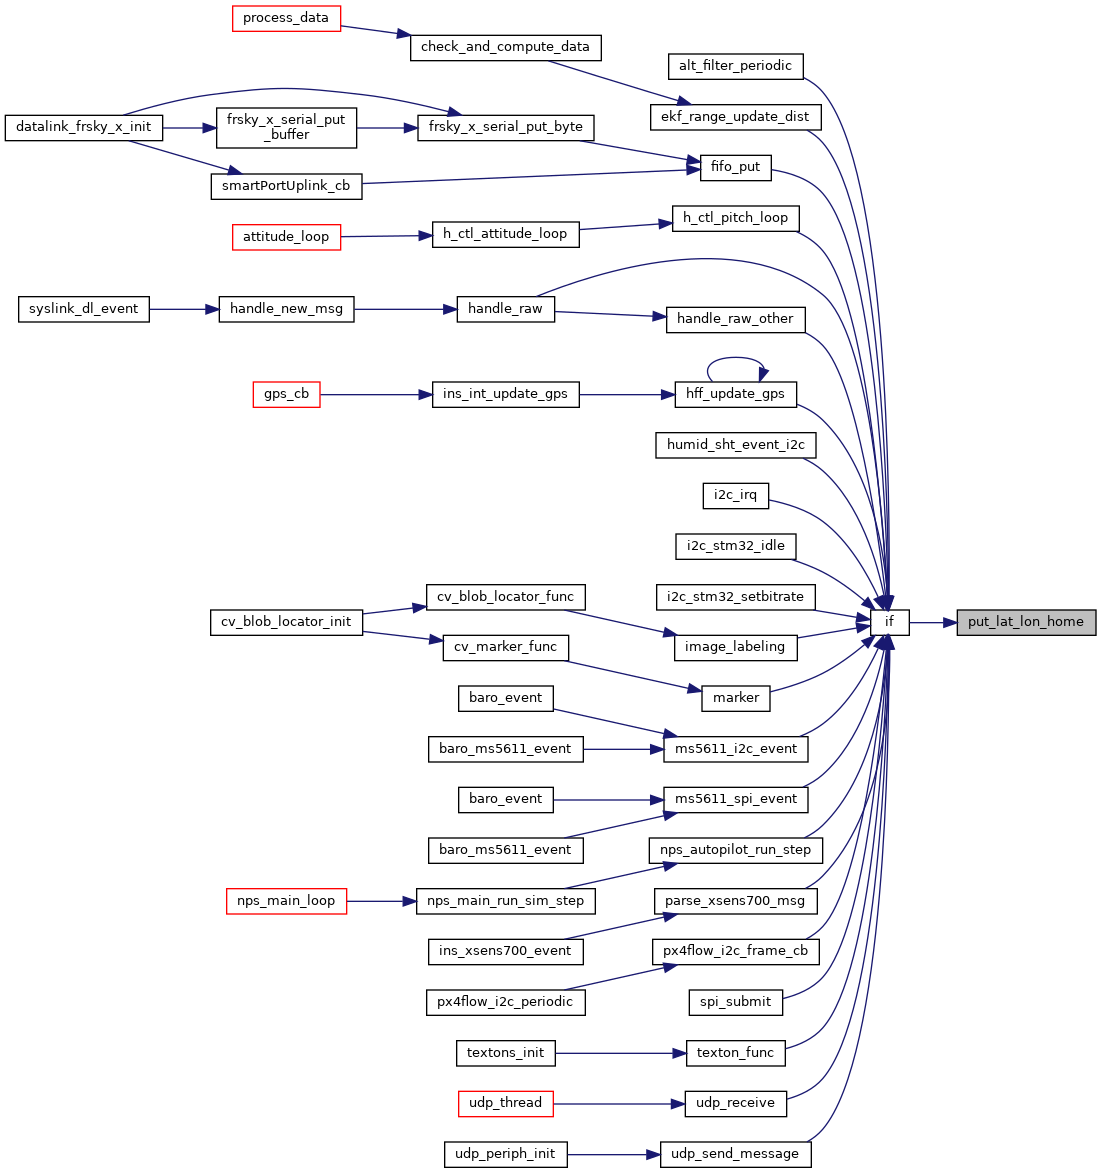 process_data
check_and_compute_data
alt_filter_periodic
ekf_range_update_dist
datalink_frsky_x_init
frsky_x_serial_put
_buffer
frsky_x_serial_put_byte
fifo_put
smartPortUplink_cb
h_ctl_pitch_loop
attitude_loop
h_ctl_attitude_loop
syslink_dl_event
handle_new_msg
handle_raw
handle_raw_other
gps_cb
ins_int_update_gps
hff_update_gps
humid_sht_event_i2c
i2c_irq
i2c_stm32_idle
i2c_stm32_setbitrate
cv_blob_locator_func
cv_blob_locator_init
if
put_lat_lon_home
cv_marker_func
image_labeling
marker
baro_event
baro_ms5611_event
ms5611_i2c_event
baro_event
ms5611_spi_event
baro_ms5611_event
nps_autopilot_run_step
nps_main_loop
nps_main_run_sim_step
parse_xsens700_msg
ins_xsens700_event
px4flow_i2c_frame_cb
px4flow_i2c_periodic
spi_submit
textons_init
texton_func
udp_thread
udp_receive
udp_periph_init
udp_send_message